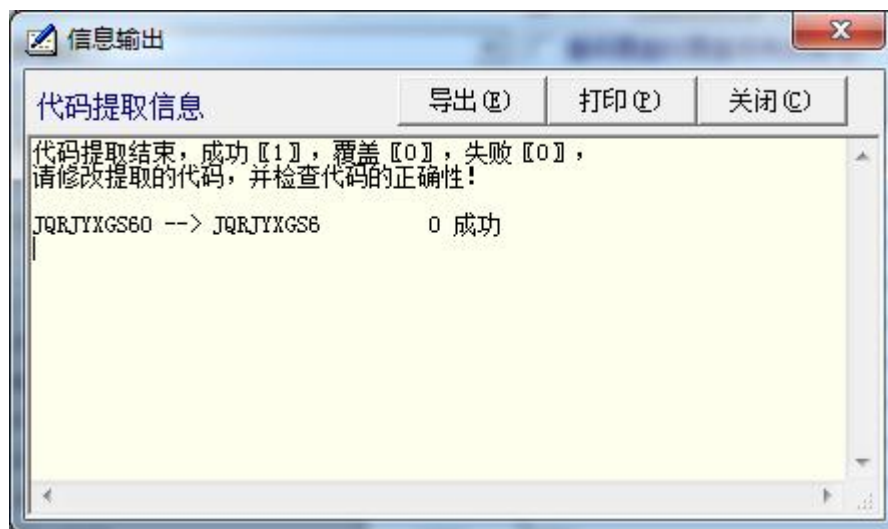 信息输出
代码提取信息 导出(E) 打印(P) 关闭(C)
代码提取结束，成功〖1〗，覆盖〖0〗，失败〖0〗，
请修改提取的代码，并检查代码的正确性！
JQRJYXGS60 --> JQRJYXGS6 0 成功